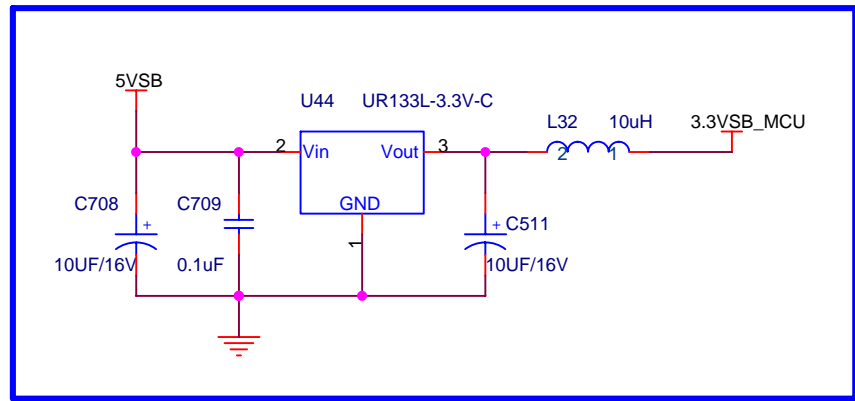 5VSB
U44 UR133L-3.3V-C
L32 10uH 3.3VSB_MCU
2 Vin Vout 3 2 1
C708 C709 GND
+ + C511
1
10UF/16V 0.1uF 10UF/16V